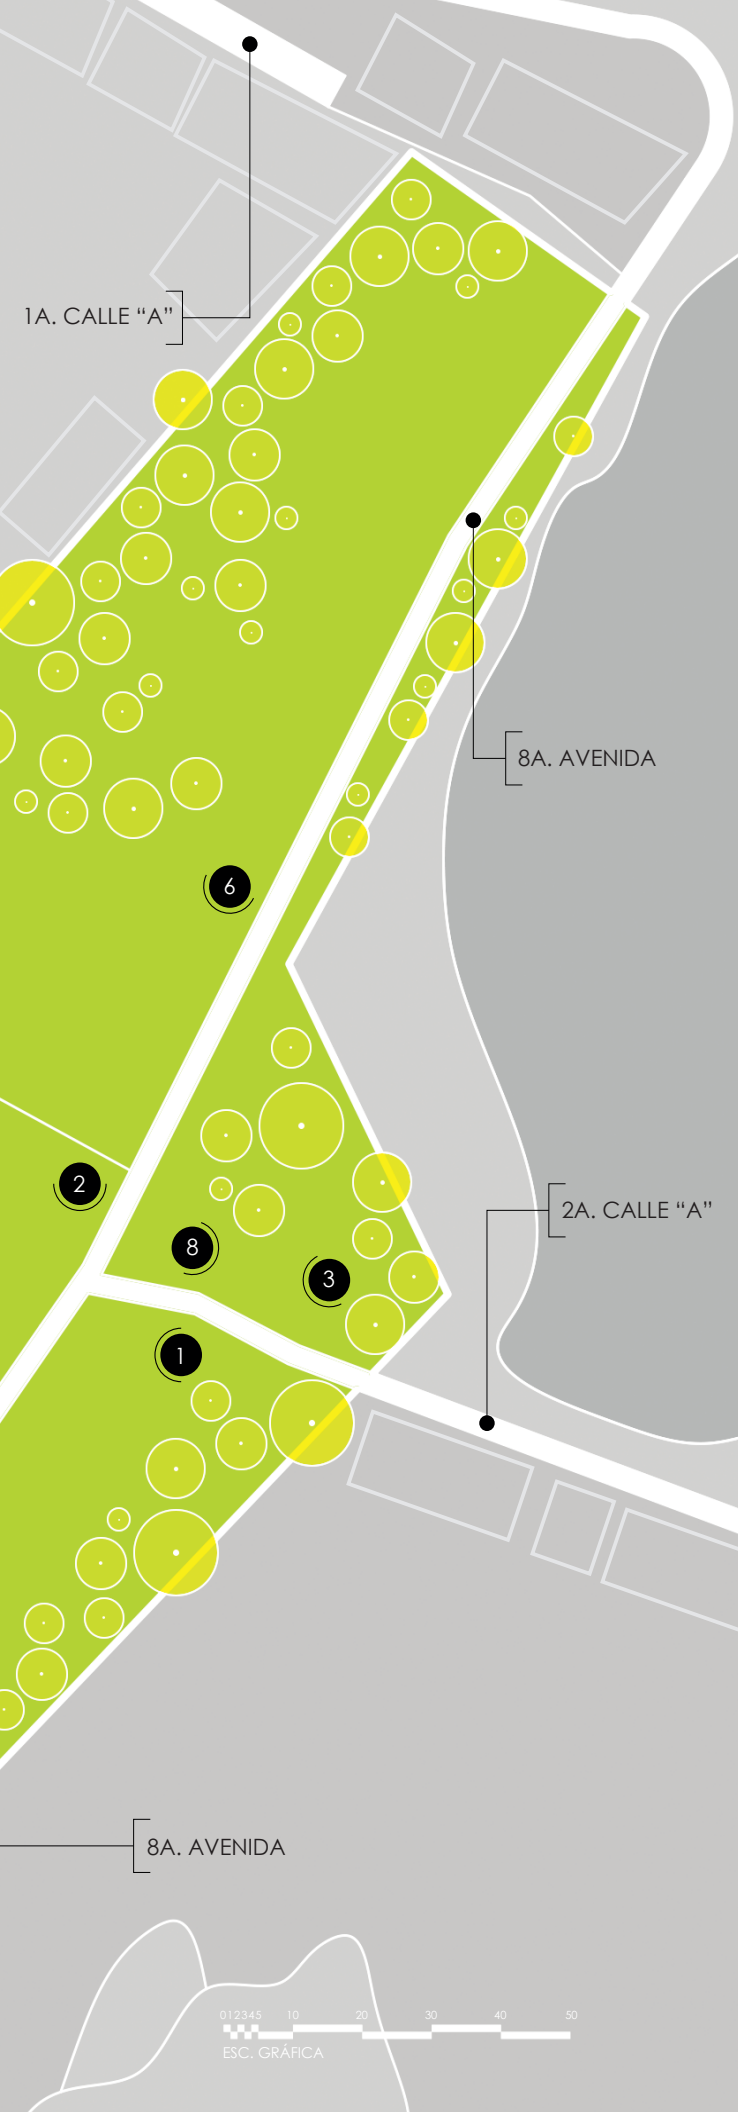 1A. CALLE “A”
8A. AVENIDA
6
2
2A. CALLE “A”
8
3
1
8A. AVENIDA
0 1 2 3 4 5 10 20 30 40 50
ESC. GRÁFICA